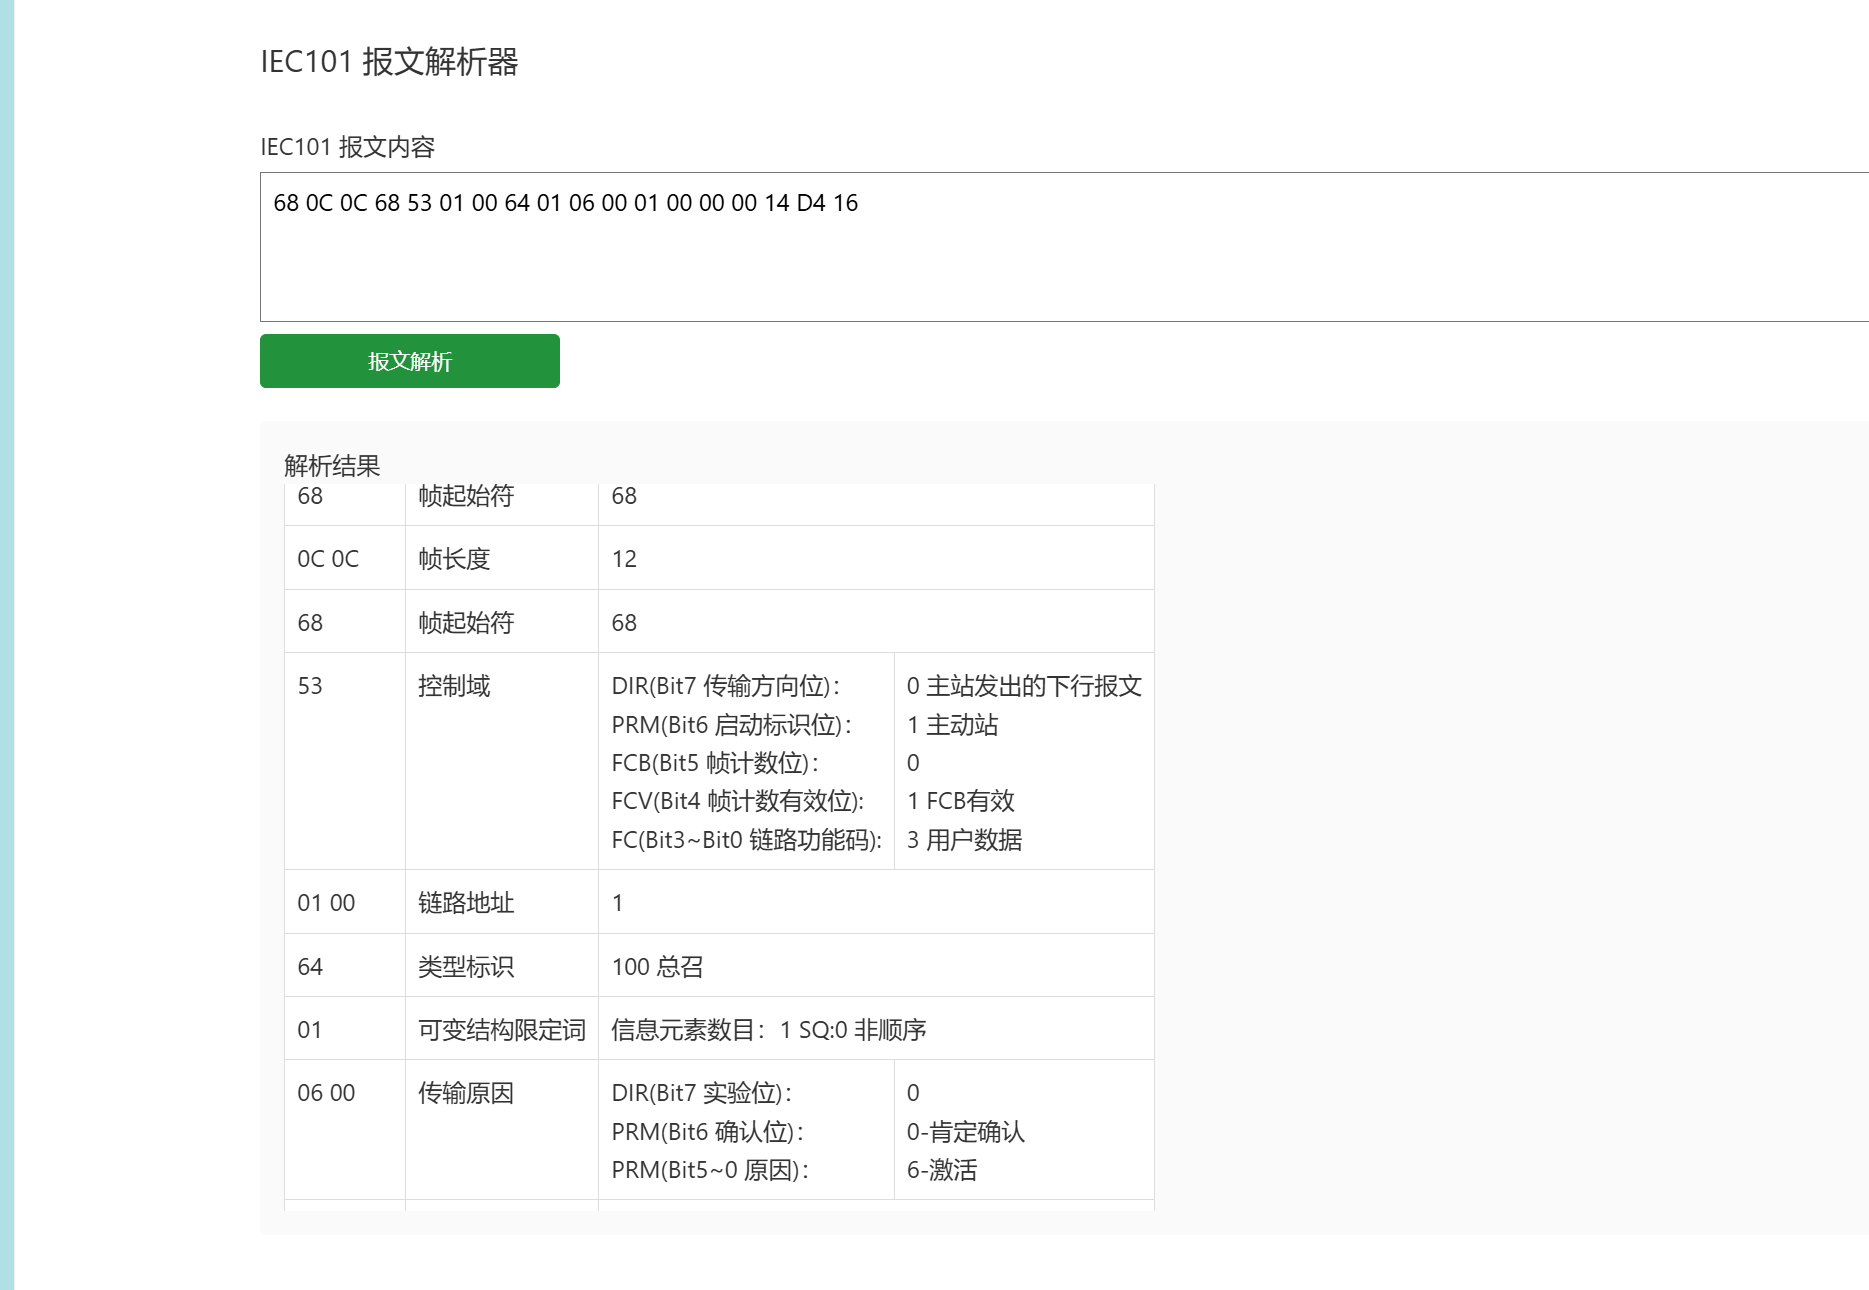 IEC101 报文解析器
IEC101 报文内容
68 0C 0C 68 53 01 00 64 01 06 00 01 00 00 00 14 D4 16
报文解析
解析结果
68 帧起始符 68
0C 0C 帧长度 12
68 帧起始符 68
53 控制域 DIR(Bit7 传输方向位)： 0 主站发出的下行报文
PRM(Bit6 启动标识位)： 1 主动站
FCB(Bit5 帧计数位)： 0
FCV(Bit4 帧计数有效位): 1 FCB有效
FC(Bit3~Bit0 链路功能码): 3 用户数据
01 00 链路地址 1
64 类型标识 100 总召
01 可变结构限定词 信息元素数目：1 SQ:0 非顺序
06 00 传输原因 DIR(Bit7 实验位)： 0
PRM(Bit6 确认位)： 0-肯定确认
PRM(Bit5~0 原因)： 6-激活